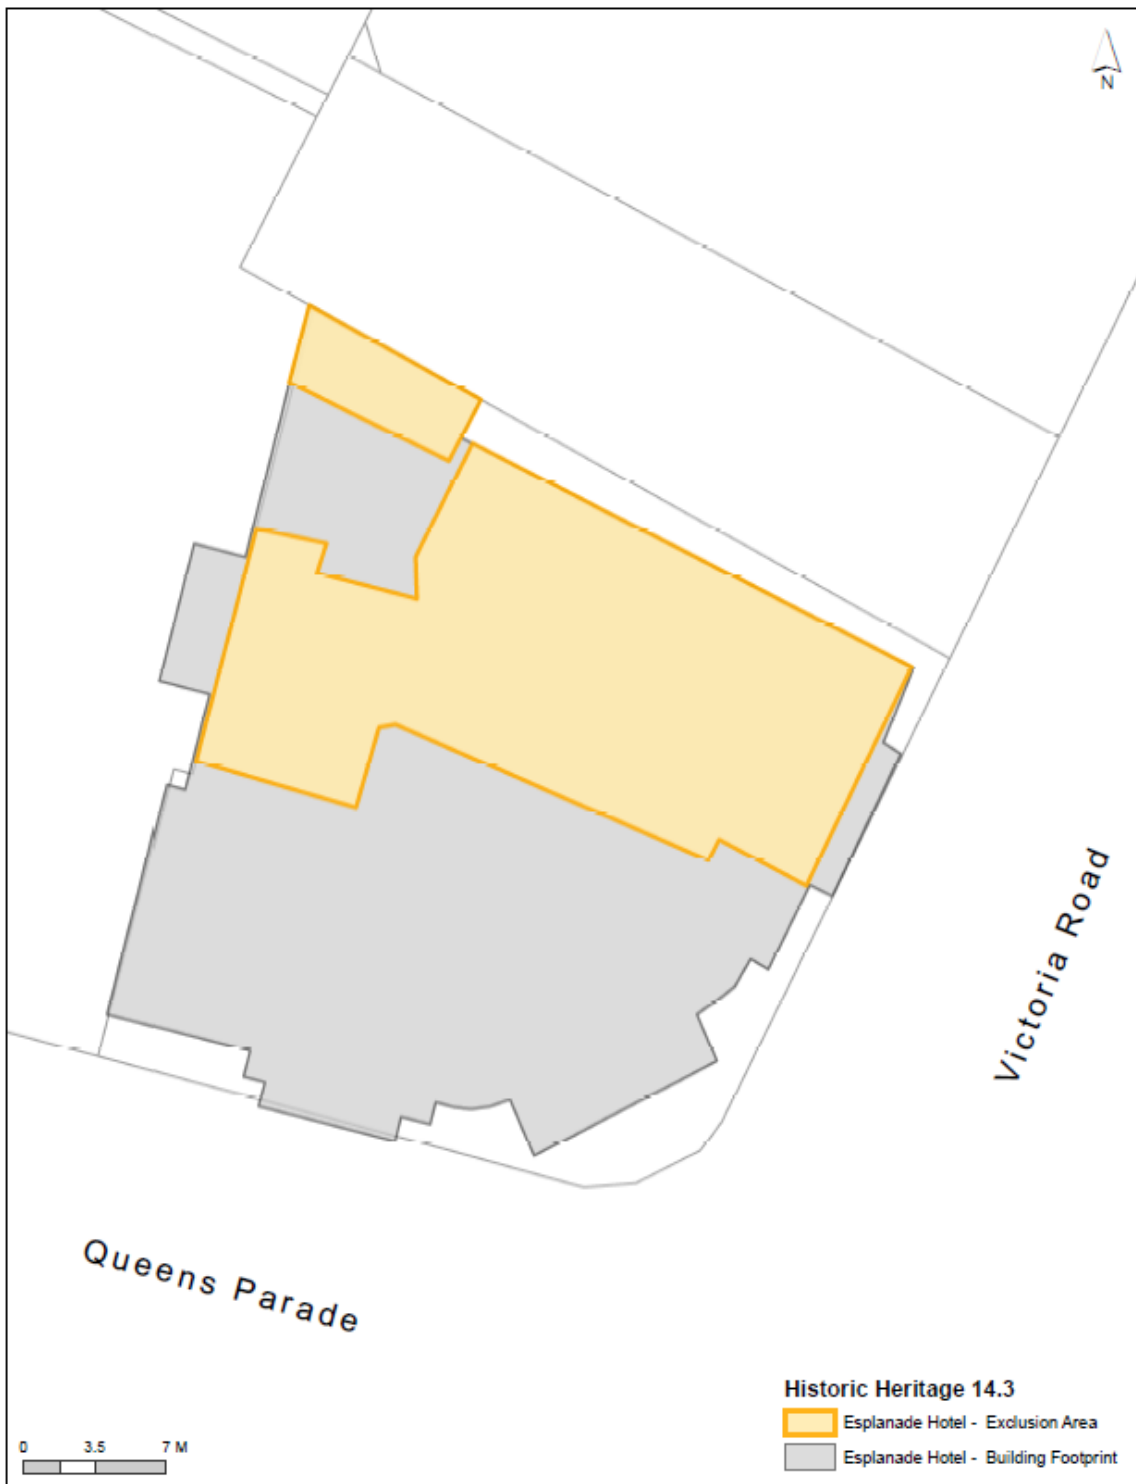 N
Victoria Road
Queens Parade
Historic Heritage 14.3
Esplanade Hotel - Exclusion Area
Esplanade Hotel - Building Footprint
0 3.5 7 M